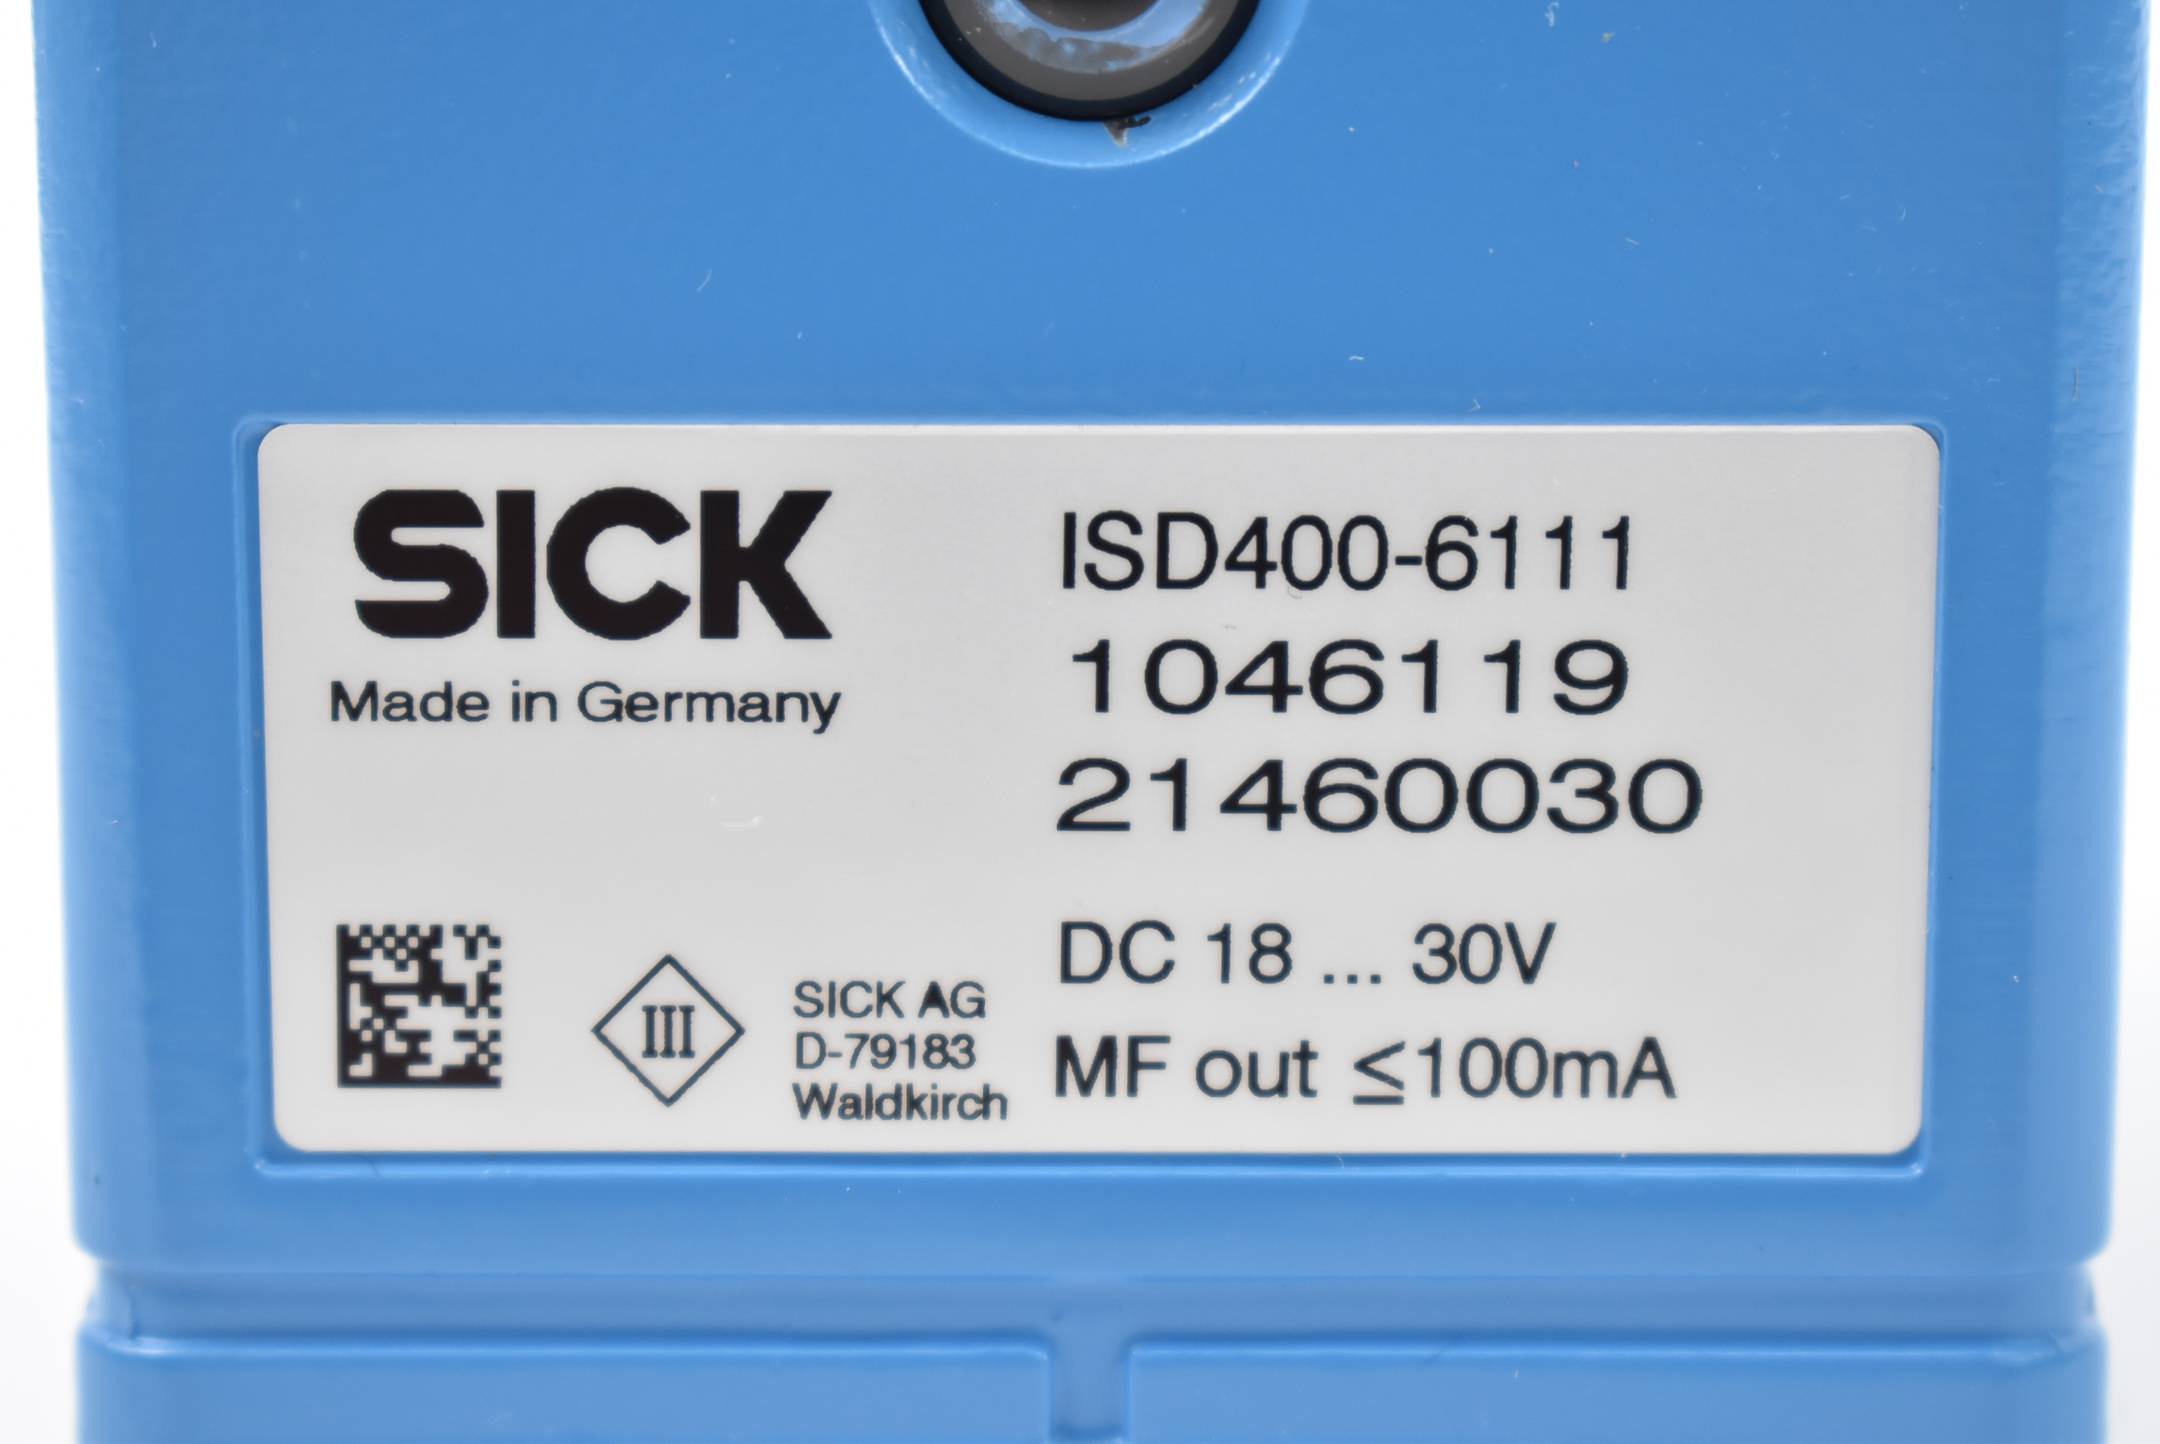 SICK
Made in Germany
ISD400-6111
1046119
21460030
DC 18 ... 30V
MF out ≤100mA
III
SICK AG
D-79183
Waldkirch